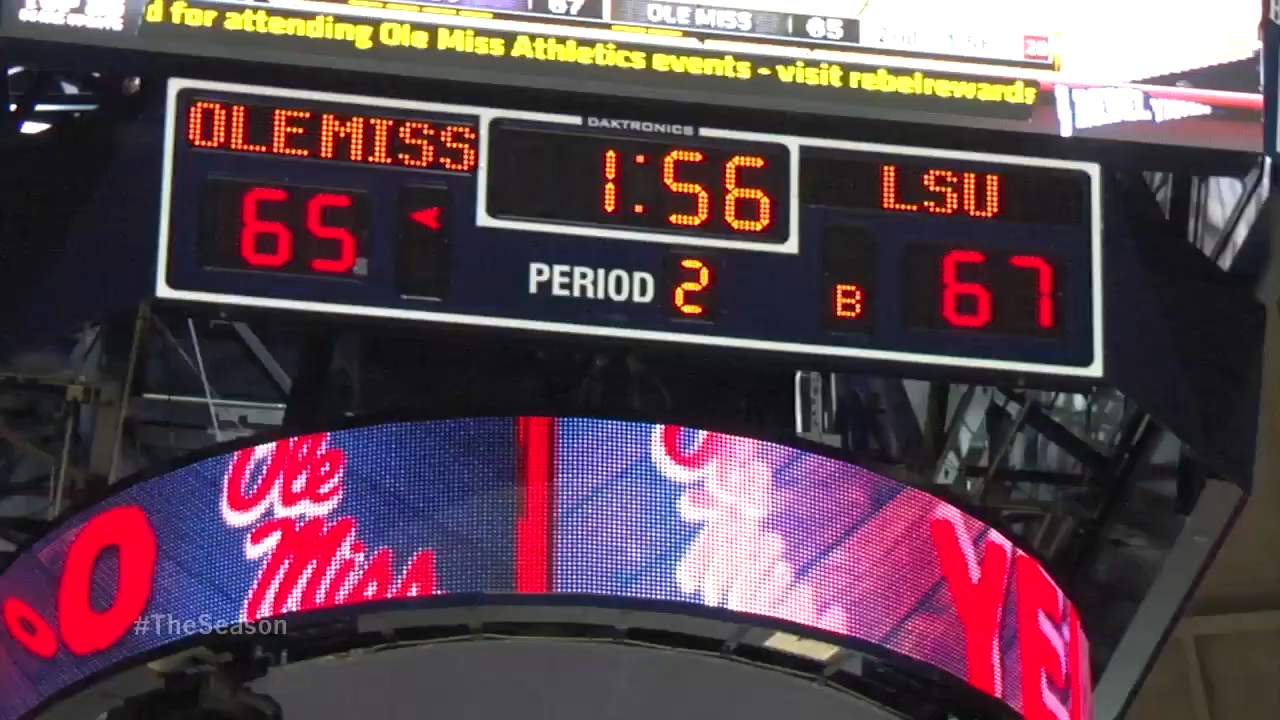 67 OLE MISS 65
d for attending Ole Miss Athletics events - visit rebelrewards
DAKTRONICS
OLEMISS 1:56 LSU
65 < PERIOD 2 B 67
Ole Miss
YE
#TheSeason